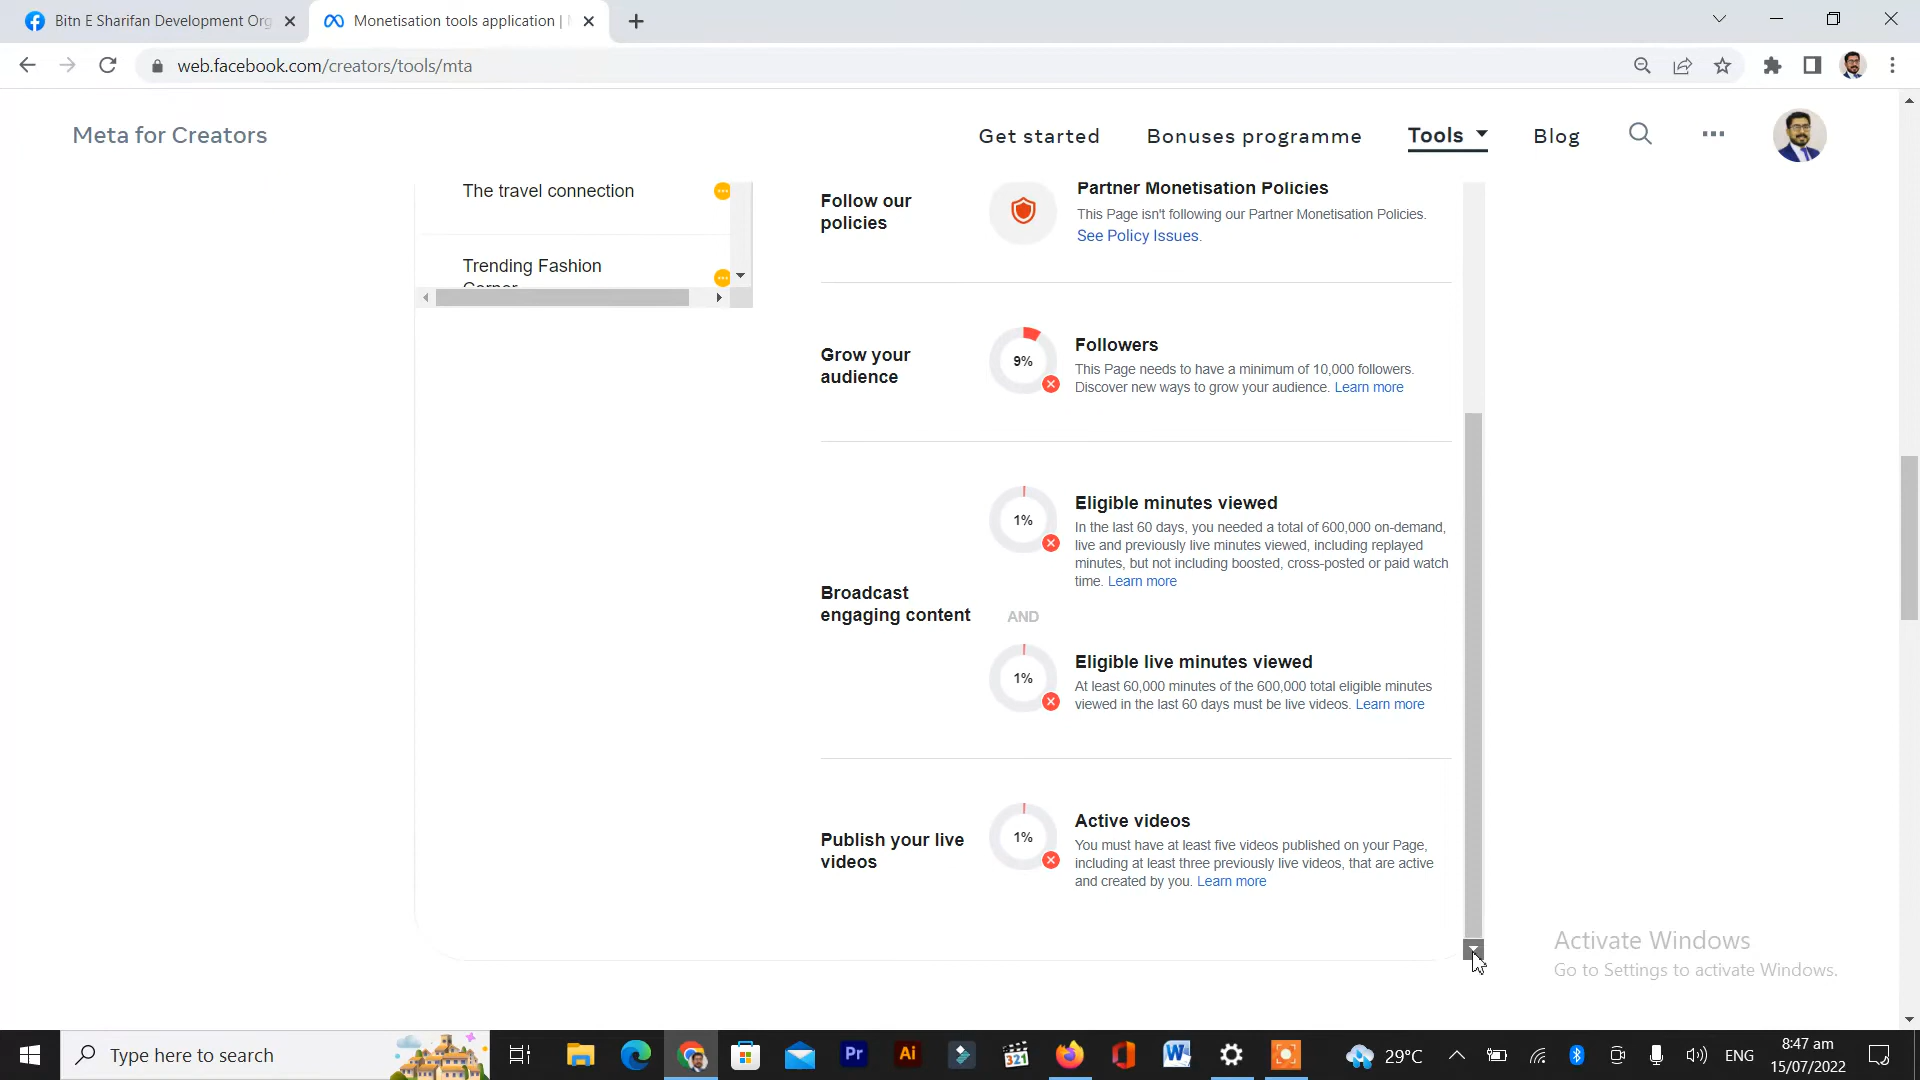 Bitn E Sharifan Development Org
Monetisation tools application |
web.facebook.com/creators/tools/mta
Meta for Creators
Get started
Bonuses programme
Tools
Blog
The travel connection
Trending Fashion
Corner
Follow our
policies
Partner Monetisation Policies
This Page isn't following our Partner Monetisation Policies.
See Policy Issues.
Grow your
audience
9%
Followers
This Page needs to have a minimum of 10,000 followers.
Discover new ways to grow your audience. Learn more
Broadcast
engaging content
1%
Eligible minutes viewed
In the last 60 days, you needed a total of 600,000 on-demand,
live and previously live minutes viewed, including replayed
minutes, but not including boosted, cross-posted or paid watch
time. Learn more
AND
1%
Eligible live minutes viewed
At least 60,000 minutes of the 600,000 total eligible minutes
viewed in the last 60 days must be live videos. Learn more
Publish your live
videos
1%
Active videos
You must have at least five videos published on your Page,
including at least three previously live videos, that are active
and created by you. Learn more
Activate Windows
Go to Settings to activate Windows.
Type here to search
Pr
Ai
321
29°C
ENG
8:47 am
15/07/2022